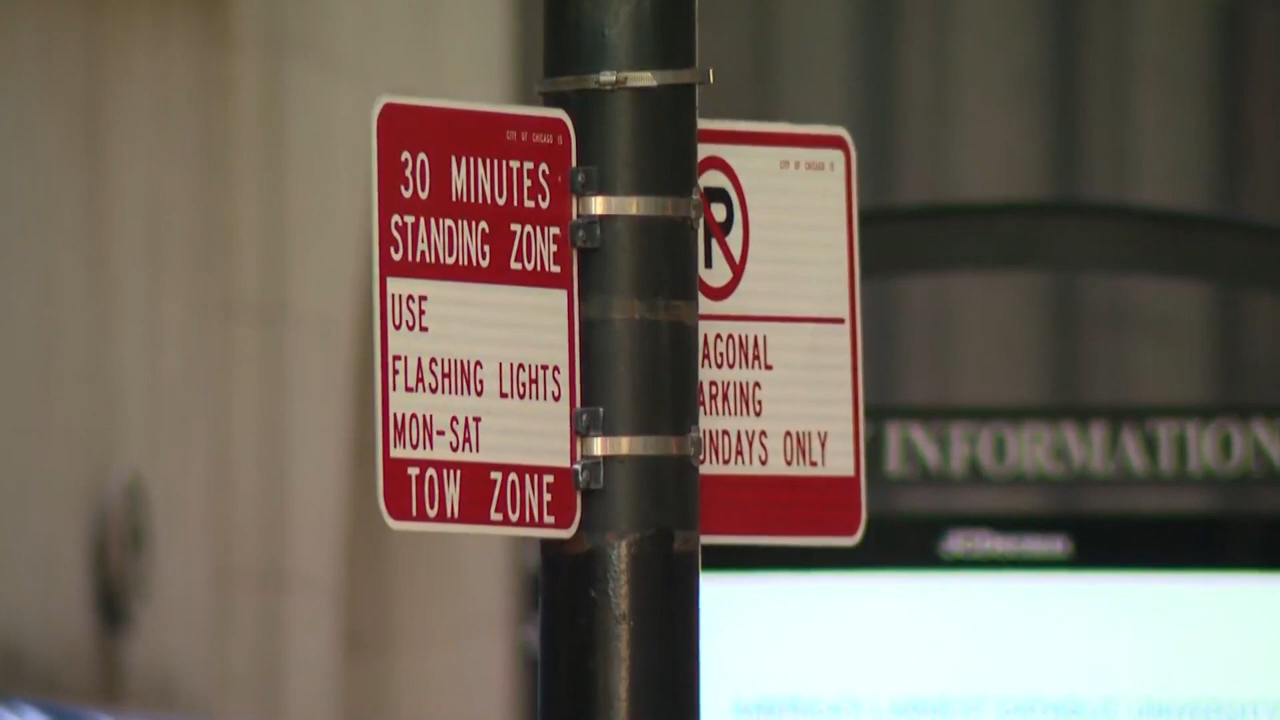 CITY OF CHICAGO
30 MINUTES
STANDING ZONE
USE
FLASHING LIGHTS
MON-SAT
TOW ZONE
CITY OF CHICAGO
P
AGONAL
ARKING
UNDAYS ONLY
INFORMATION